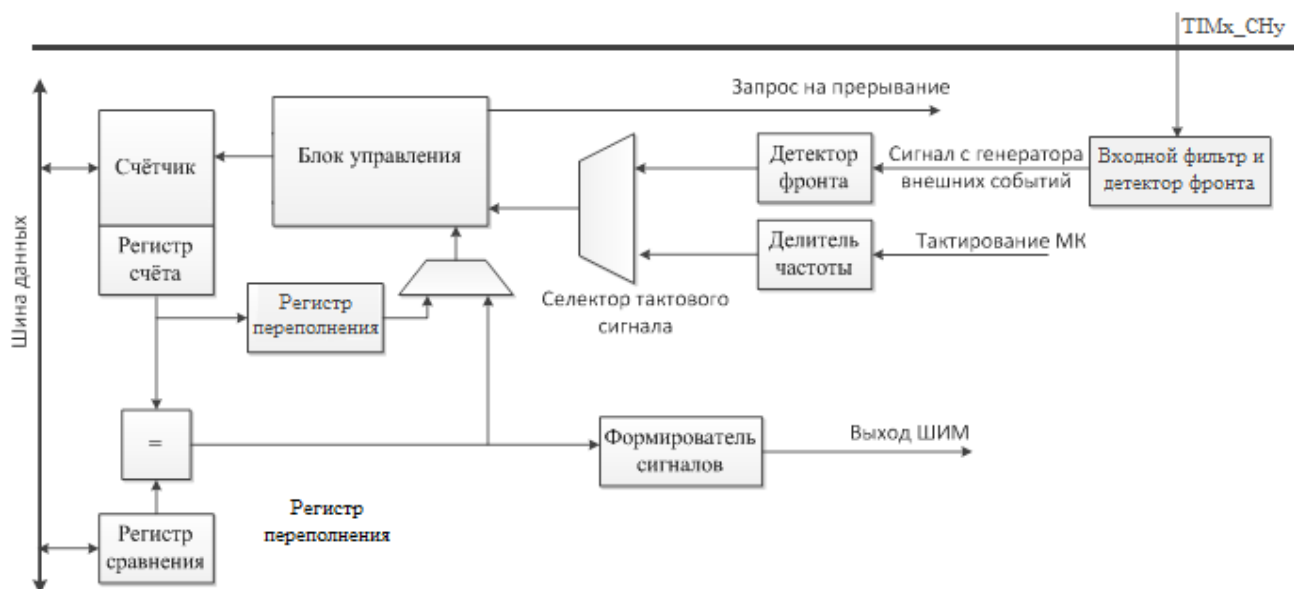 TIMx_CHy
Запрос на прерывание
Счётчик
Блок управления
Детектор
фронта
Сигнал с генератора
внешних событий
Входной фильтр и
детектор фронта
Регистр
счёта
Делитель
частоты
Тактирование МК
Шина данных
Регистр
переполнения
Селектор тактового
сигнала
=
Формирователь
сигналов
Выход ШИМ
Регистр
переполнения
Регистр
сравнения